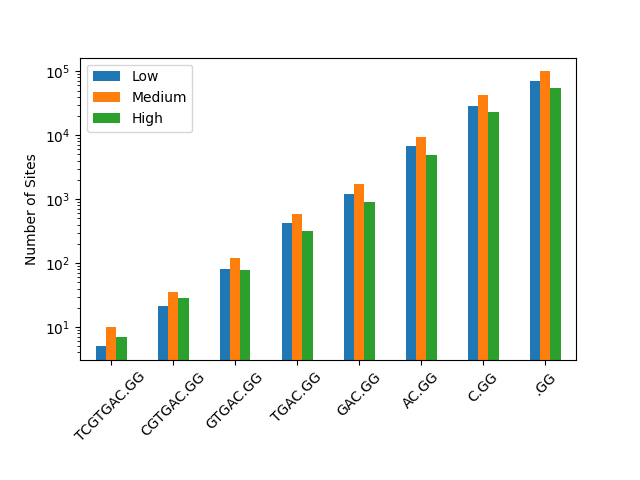 Low
Medium
High
Number of Sites
10⁵
10⁴
10³
10²
10¹
TCGTGAC.GG
CGTGAC.GG
GTGAC.GG
TGAC.GG
GAC.GG
AC.GG
C.GG
.GG